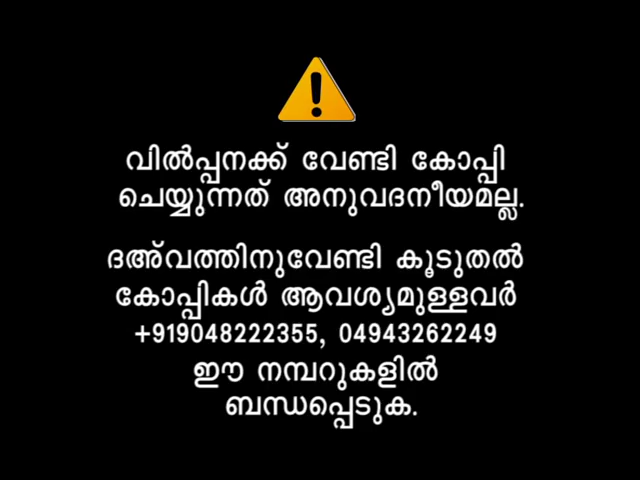 വിൽപ്പനക്ക് വേണ്ടി കോപ്പി
ചെയ്യുന്നത് അനുവദനീയമല്ല.
ദഅ്വത്തിനുവേണ്ടി കൂടുതൽ
കോപ്പികൾ ആവശ്യമുള്ളവർ
+919048222355, 04943262249
ഈ നമ്പറുകളിൽ
ബന്ധപ്പെടുക.